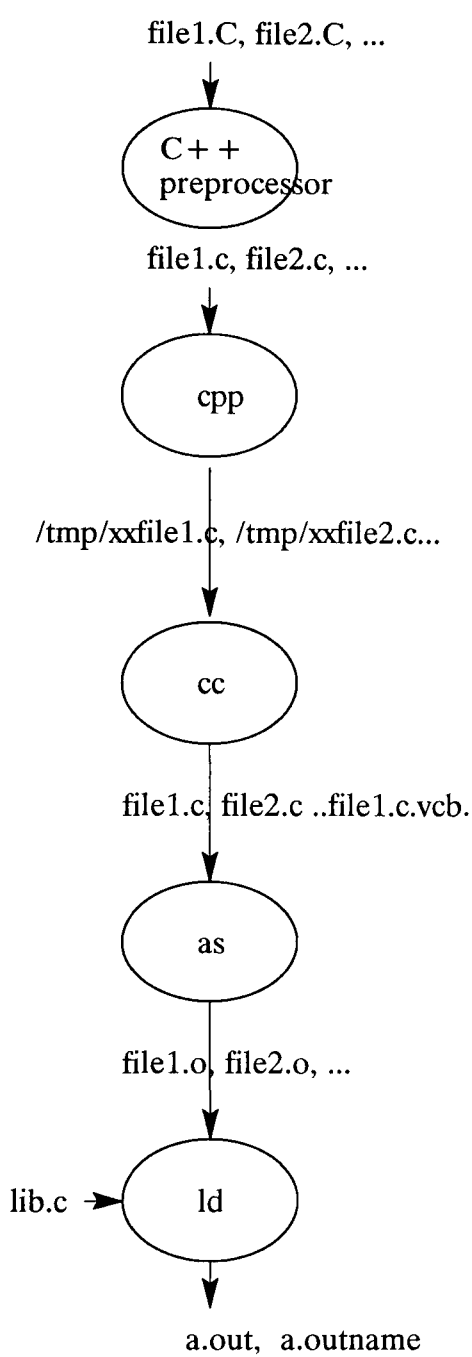 file1.C, file2.C, ...
C + +
preprocessor
file1.c, file2.c, ...
cpp
/tmp/xxfile1.c, /tmp/xxfile2.c...
cc
file1.c, file2.c ..file1.c.vcb.
as
file1.o, file2.o, ...
lib.c
ld
a.out, a.outname